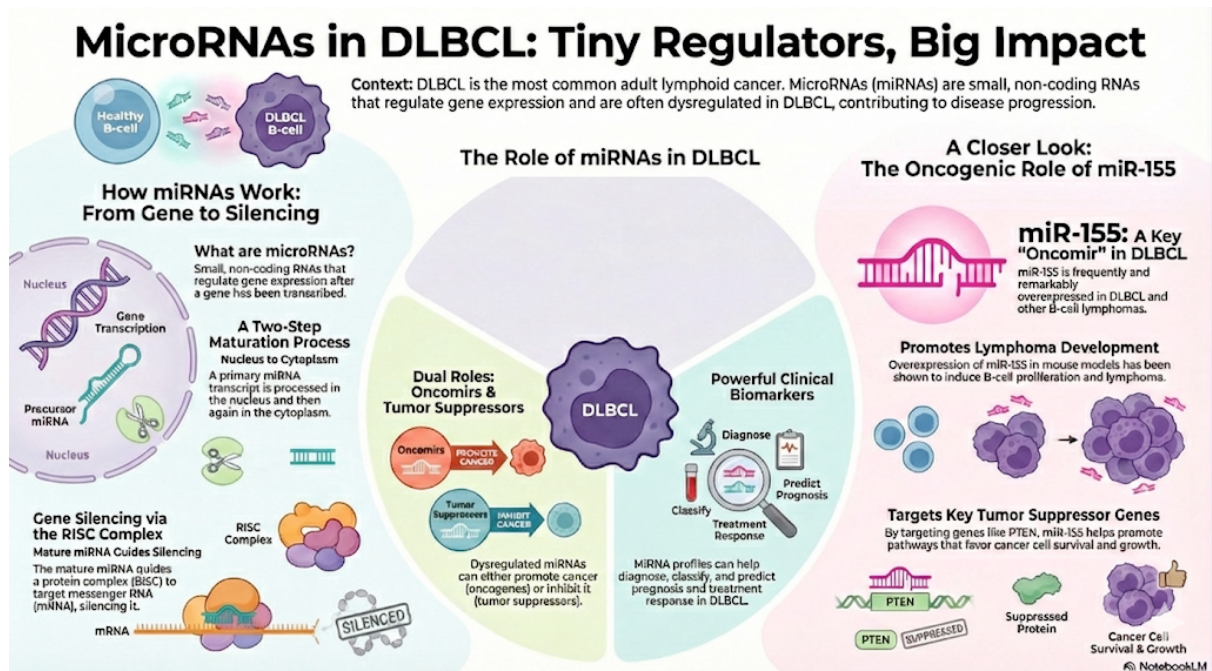 MicroRNAs in DLBCL: Tiny Regulators, Big Impact
Context: DLBCL is the most common adult lymphoid cancer. MicroRNAs (miRNAs) are small, non-coding RNAs
that regulate gene expression and are often dysregulated in DLBCL, contributing to disease progression.
Healthy
B-cell
DLBCL
B-cell
How miRNAs Work:
From Gene to Silencing
What are microRNAs?
Small, non-coding RNAs that
regulate gene expression after
a gene has been transcribed.
Nucleus
Gene
Transcription
A Two-Step
Maturation Process
Nucleus to Cytoplasm
A primary miRNA
transcript is processed in
the nucleus and then
again in the cytoplasm.
Precursor
miRNA
Nucleus
Gene Silencing via
the RISC Complex
Mature miRNA Guides Silencing
The mature miRNA guides
a protein complex (BISC) to
target messenger RNA
(mNNA), silencing it.
RISC
Complex
mRNA
SILENCED
The Role of miRNAs in DLBCL
Dual Roles:
Oncomirs &
Tumor Suppressors
Oncomirs
PROMOTE
CANCER
Tumor
Suppressers
INHIBIT
CANCER
Dysregulated miRNAs
can either promote cancer
(oncogenes) or inhibit it
(tumor suppressors).
DLBCL
Powerful Clinical
Biomarkers
Diagnose
Predict
Prognosis
Classify
Treatment
Response
MiRNA profiles can help
diagnose, classify, and predict
prognosis and treatment
response in DLBCL.
A Closer Look:
The Oncogenic Role of miR-155
miR-155: A Key
"Oncomir" in DLBCL
miR-155 is frequently and
remarkably
overexpressed in DLBCL and
other B-cell lymphomas.
Promotes Lymphoma Development
Overexpression of miR-155 in mouse models has been
shown to induce B-cell proliferation and lymphoma.
Targets Key Tumor Suppressor Genes
By targeting genes like PTEN, miR-155 helps promote
pathways that favor cancer cell survival and growth.
PTEN
PTEN
SUPPRESSED
Suppressed
Protein
Cancer Cell
Survival & Growth
NotebookLM